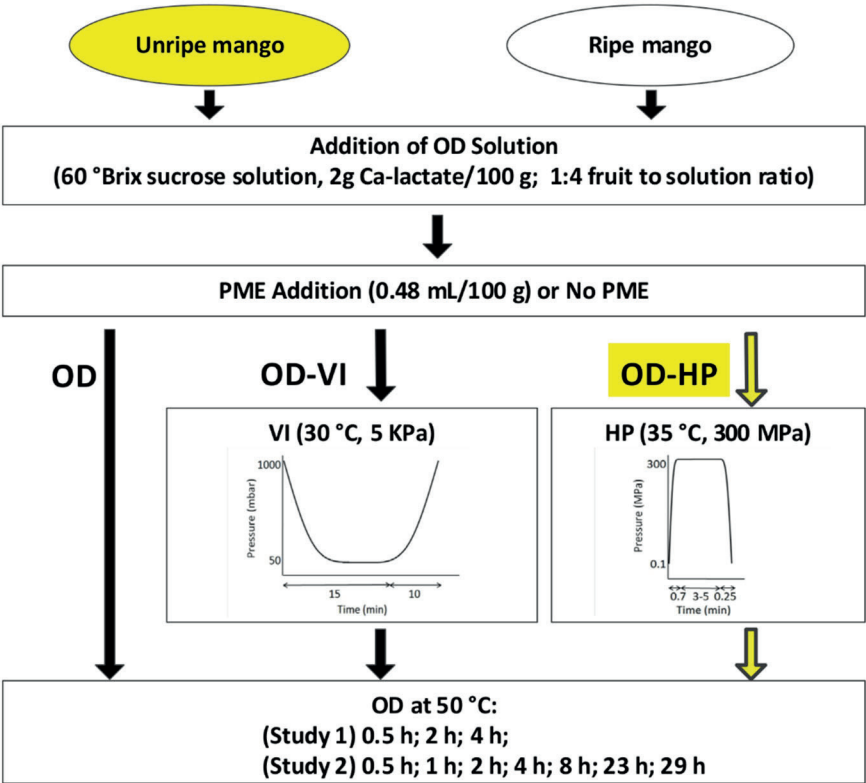 Unripe mango
Ripe mango
Addition of OD Solution
(60 °Brix sucrose solution, 2g Ca-lactate/100 g; 1:4 fruit to solution ratio)
PME Addition (0.48 mL/100 g) or No PME
OD
OD-VI
OD-HP
VI (30 °C, 5 KPa)
1000
Pressure (mbar)
50
15
10
Time (min)
HP (35 °C, 300 MPa)
300
Pressure (MPa)
0.1
0.7 3-5 0.25
Time (min)
OD at 50 °C:
(Study 1) 0.5 h; 2 h; 4 h;
(Study 2) 0.5 h; 1 h; 2 h; 4 h; 8 h; 23 h; 29 h